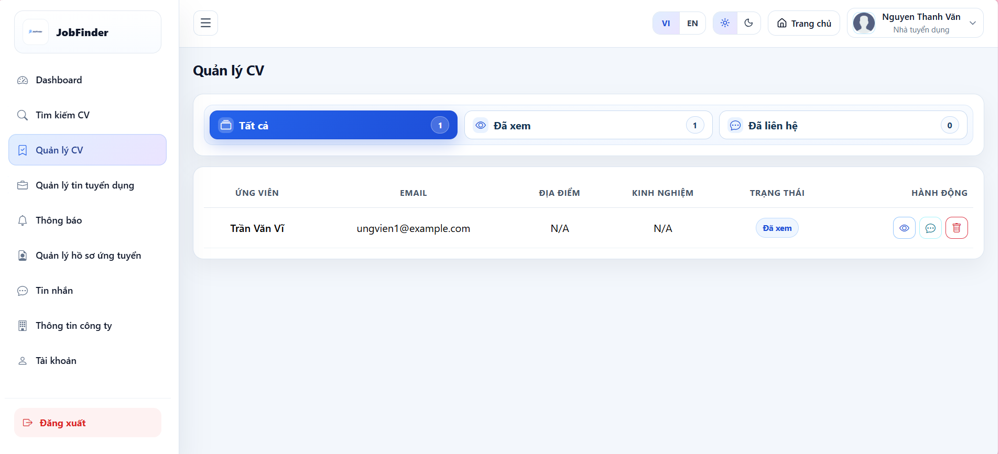 JobFinder
JobFinder
Dashboard
Tìm kiếm CV
Quản lý CV
Quản lý tin tuyển dụng
Thông báo
Quản lý hồ sơ ứng tuyển
Tin nhắn
Thông tin công ty
Tài khoản
Đăng xuất
VI EN
Trang chủ
Nguyen Thanh Văn
Nhà tuyển dụng
Quản lý CV
Tất cả 1
Đã xem 1
Đã liên hệ 0
ỨNG VIÊN EMAIL ĐỊA ĐIỂM KINH NGHIỆM TRẠNG THÁI HÀNH ĐỘNG
Trần Văn Vĩ ungvien1@example.com N/A N/A Đã xem